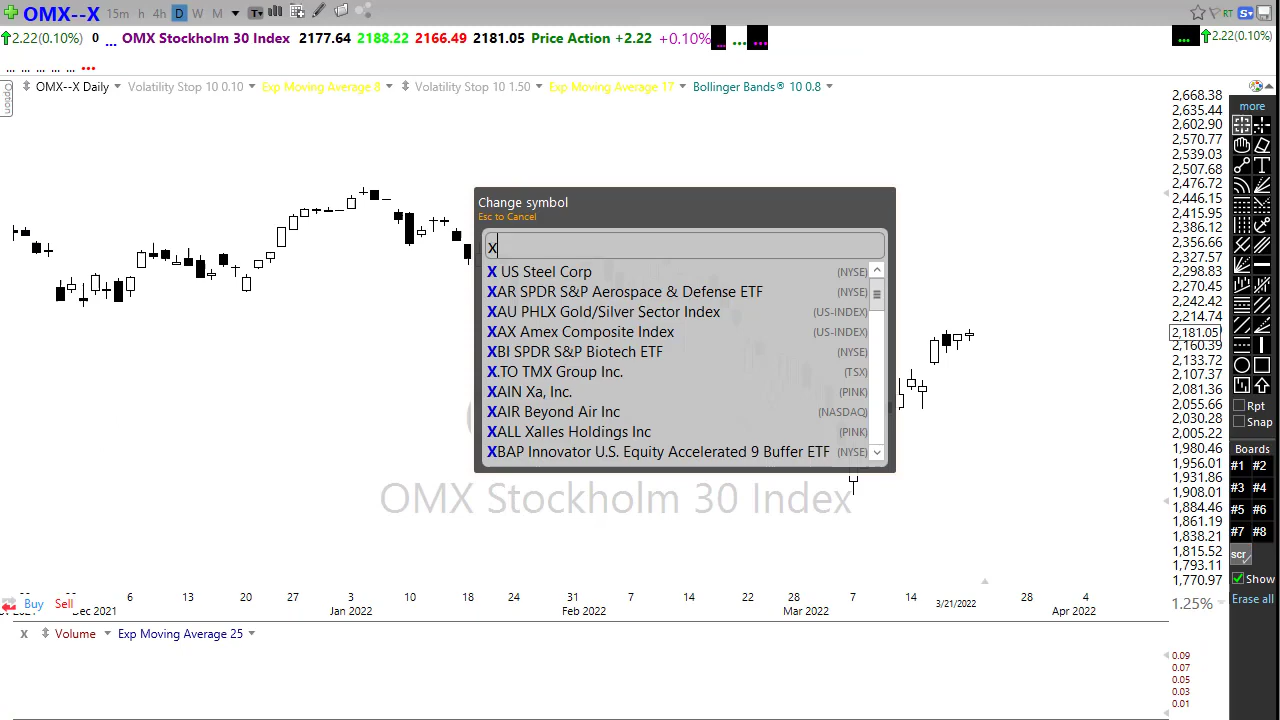 OMX--X 15m h 4h D W M T RT S
2.22(0.10%) 0 ... OMX Stockholm 30 Index 2177.64 2188.22 2166.49 2181.05 Price Action +2.22 +0.10% ... ... ... ... 2.22(0.10%)
... ... ... ... ... ...
Option
OMX--X Daily Volatility Stop 10 0.10 Exp Moving Average 8 Volatility Stop 10 1.50 Exp Moving Average 17 Bollinger Bands® 10 0.8
Change symbol
Esc to Cancel
X
X US Steel Corp (NYSE)
XAR SPDR S&P Aerospace & Defense ETF (NYSE)
XAU PHLX Gold/Silver Sector Index (US-INDEX)
XAX Amex Composite Index (US-INDEX)
XBI SPDR S&P Biotech ETF (NYSE)
X.TO TMX Group Inc. (TSX)
XAIN Xa, Inc. (PINK)
XAIR Beyond Air Inc (NASDAQ)
XALL Xalles Holdings Inc (PINK)
XBAP Innovator U.S. Equity Accelerated 9 Buffer ETF (NYSE)
OMX Stockholm 30 Index
2,668.38
2,635.44
2,602.90
2,570.77
2,539.03
2,507.68
2,476.72
2,446.15
2,415.95
2,386.12
2,356.66
2,327.57
2,298.83
2,270.45
2,242.42
2,214.74
2,181.05
2,160.39
2,133.72
2,107.37
2,081.36
2,055.66
2,030.28
2,005.22
1,980.46
1,956.01
1,931.86
1,908.01
1,884.46
1,861.19
1,838.21
1,815.52
1,793.11
1,770.97
1.25%
more
Rpt
Snap
Boards
#1 #2
#3 #4
#5 #6
#7 #8
scr
Show
Erase all
6 13 20 27 3 10 18 24 31 7 14 22 28 7 14 3/21/2022 28 4
Buy Sell
Dec 2021 Jan 2022 Feb 2022 Mar 2022 Apr 2022
X Volume Exp Moving Average 25
0.09
0.07
0.05
0.03
0.01